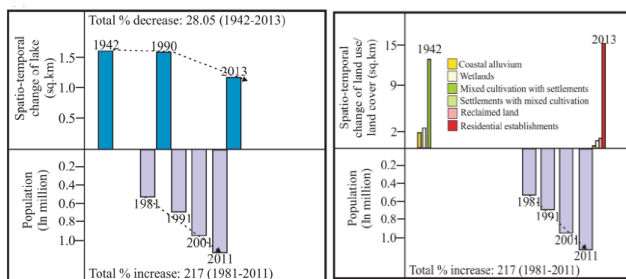 Total % decrease: 28.05 (1942-2013)
Spatio-temporal
change of lake
(sq.km)
1.5
1.0
0.5
1942
1990
2013
Population
(In million)
0.2
0.4
0.6
0.8
1.0
1981
1991
2001
2011
Total % increase: 217 (1981-2011)
Spatio-temporal
change of land use/
land cover (sq.km)
15
9
2
1942
2013
Coastal alluvium
Wetlands
Mixed cultivation with settlements
Settlements with mixed cultivation
Reclaimed land
Residential establishments
Population
(In million)
0.2
0.4
0.6
0.8
1.0
1981
1991
2001
2011
Total % increase: 217 (1981-2011)